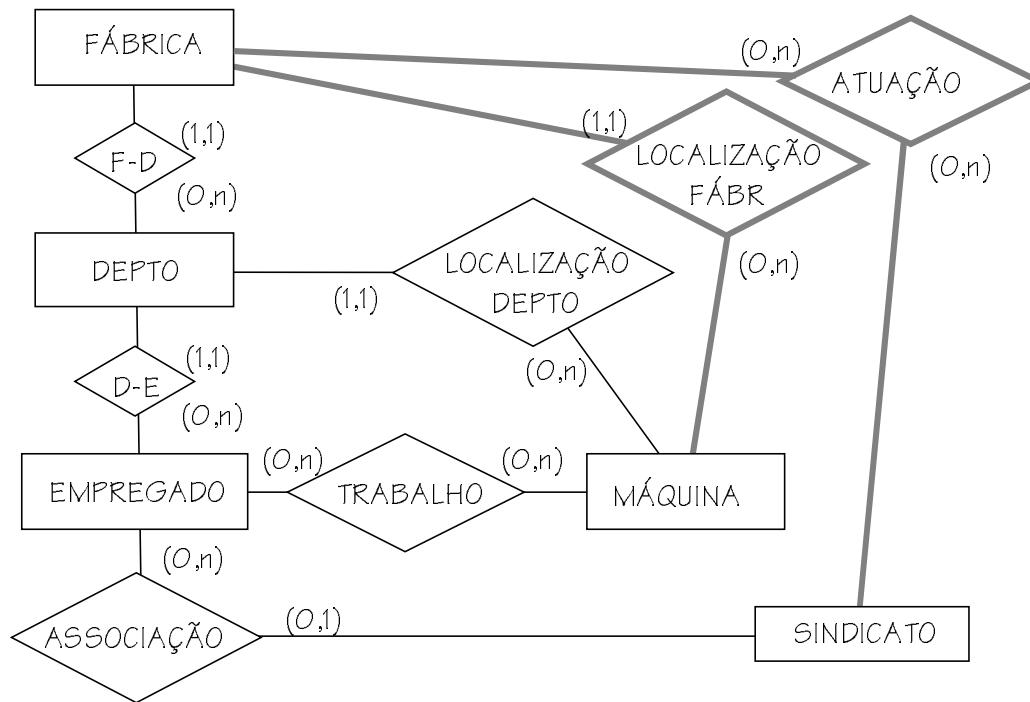 FÁBRICA
(0,n)
ATUAÇÃO
(1,1)
F-D
(1,1)
LOCALIZAÇÃO
FÁBR
(0,n)
(0,n)
DEPTO
LOCALIZAÇÃO
DEPTO
(0,n)
(1,1)
(1,1)
D-E
(0,n)
(0,n)
EMPREGADO
(0,n)
TRABALHO
(0,n)
MÁQUINA
(0,n)
ASSOCIAÇÃO
(0,1)
SINDICATO